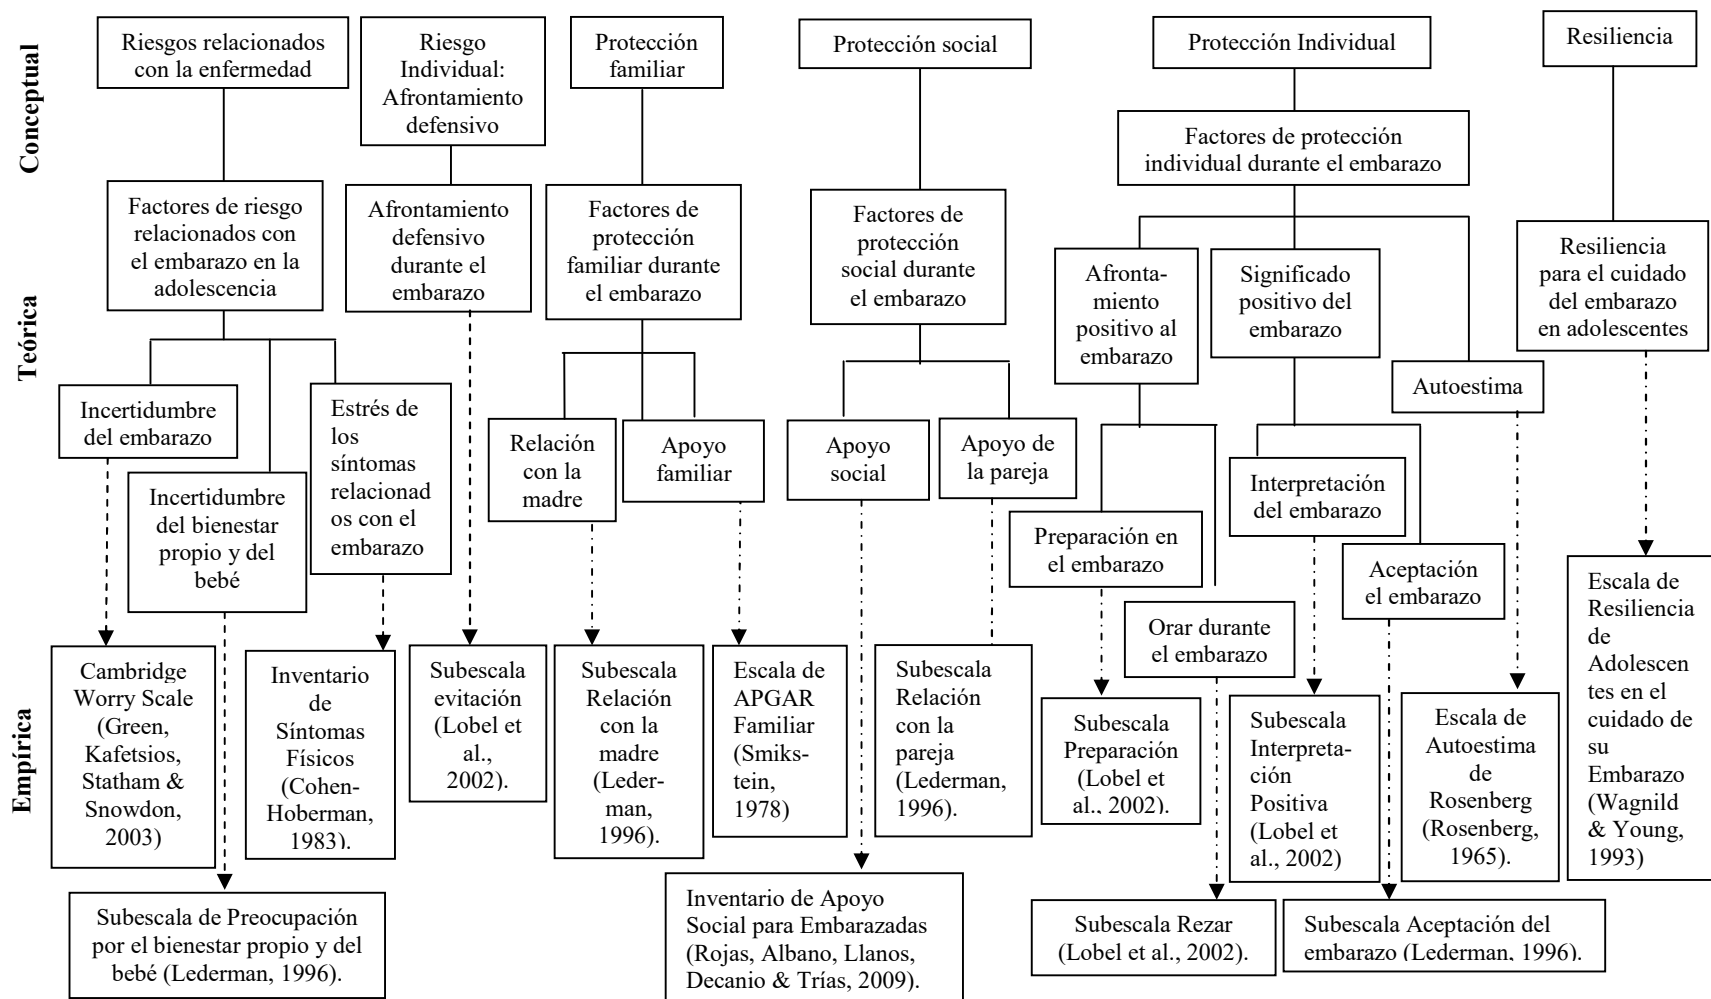 Conceptual
Riesgos relacionados
con la enfermedad
Riesgo
Individual:
Afrontamiento
defensivo
Protección
familiar
Protección social
Protección Individual
Resiliencia
Factores de protección
individual durante el embarazo
Teórica
Factores de riesgo
relacionados con
el embarazo en la
adolescencia
Afrontamiento
defensivo
durante el
embarazo
Factores de
protección
familiar durante
el embarazo
Factores de
protección
social durante
el embarazo
Afronta-
miento
positivo al
embarazo
Significado
positivo del
embarazo
Autoestima
Resiliencia
para el cuidado
del embarazo
en adolescentes
Incertidumbre
del embarazo
Incertidumbre
del bienestar
propio y del
bebé
Estrés de
los
síntomas
relacionad
os con el
embarazo
Relación
con la
madre
Apoyo
familiar
Apoyo
social
Apoyo de
la pareja
Preparación en
el embarazo
Orar durante
el embarazo
Interpretación
del embarazo
Aceptación
el embarazo
Empírica
Cambridge
Worry Scale
(Green,
Kafetsios,
Statham &
Snowdon,
2003)
Inventario
de
Síntomas
Físicos
(Cohen-
Hoberman,
1983).
Subescala
evitación
(Lobel et
al.,
2002).
Subescala
Relación
con la
madre
(Leder-
man,
1996).
Escala de
APGAR
Familiar
(Smiks-
tein,
1978)
Subescala
Relación
con la
pareja
(Lederman,
1996).
Subescala
Preparación
(Lobel et
al., 2002).
Subescala
Interpreta-
ción
Positiva
(Lobel et
al., 2002)
Escala de
Autoestima
de
Rosenberg
(Rosenberg,
1965).
Escala de
Resiliencia
de
Adolescen
tes en el
cuidado de
su
Embarazo
(Wagnild
& Young,
1993)
Subescala de Preocupación
por el bienestar propio y del
bebé (Lederman, 1996).
Inventario de Apoyo
Social para Embarazadas
(Rojas, Albano, Llanos,
Decanio & Trías, 2009).
Subescala Rezar
(Lobel et al., 2002).
Subescala Aceptación del
embarazo (Lederman, 1996).